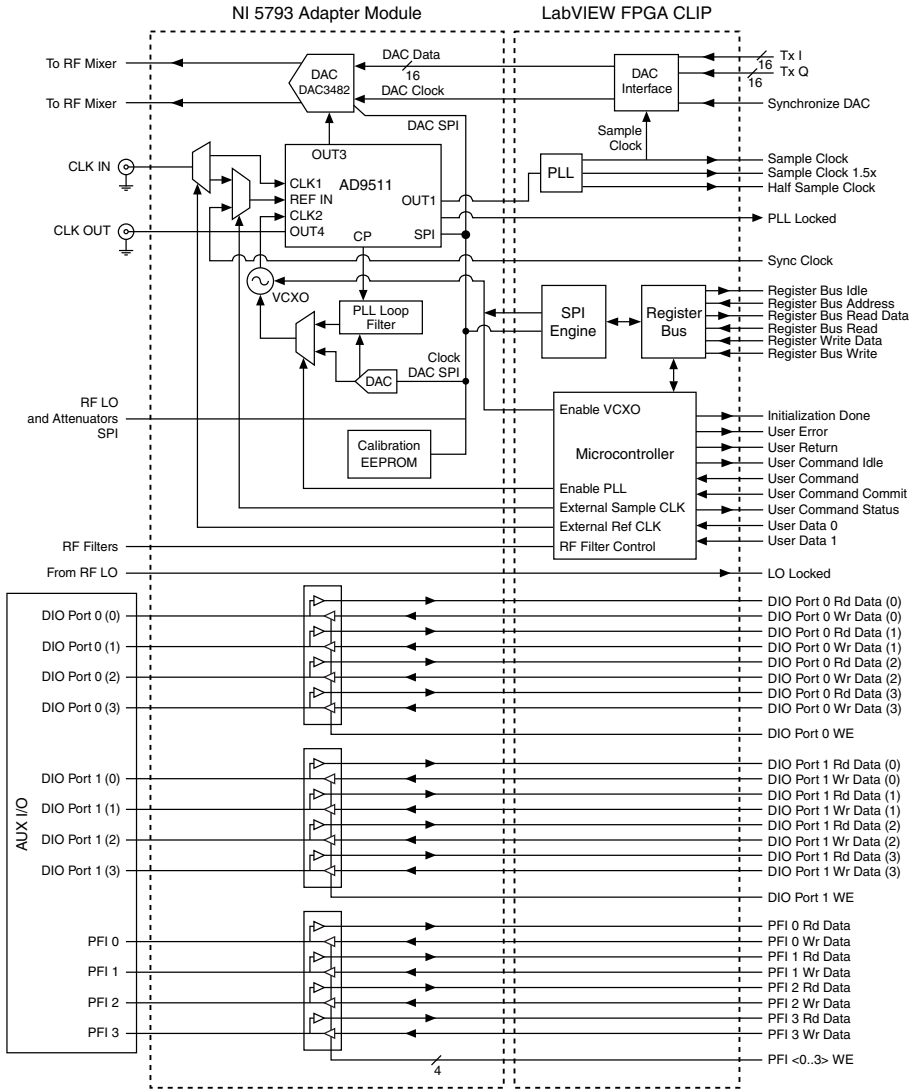 NI 5793 Adapter Module
LabVIEW FPGA CLIP
To RF Mixer
To RF Mixer
DAC
DAC3482
DAC Data
16
DAC Clock
DAC SPI
DAC
Interface
16
Tx I
16
Tx Q
Synchronize DAC
Sample
Clock
CLK IN
OUT3
AD9511
CLK1
REF IN
CLK2
OUT4
OUT1
SPI
CP
PLL
Sample Clock
Sample Clock 1.5x
Half Sample Clock
PLL Locked
CLK OUT
Sync Clock
VCXO
PLL Loop
Filter
DAC
Clock
DAC SPI
SPI
Engine
Register
Bus
Register Bus Idle
Register Bus Address
Register Bus Read Data
Register Bus Read
Register Write Data
Register Bus Write
RF LO
and Attenuators
SPI
Calibration
EEPROM
Enable VCXO
Microcontroller
Enable PLL
External Sample CLK
External Ref CLK
RF Filter Control
Initialization Done
User Error
User Return
User Command Idle
User Command
User Command Commit
User Command Status
User Data 0
User Data 1
RF Filters
From RF LO
LO Locked
AUX I/O
DIO Port 0 (0)
DIO Port 0 (1)
DIO Port 0 (2)
DIO Port 0 (3)
DIO Port 0 Rd Data (0)
DIO Port 0 Wr Data (0)
DIO Port 0 Rd Data (1)
DIO Port 0 Wr Data (1)
DIO Port 0 Rd Data (2)
DIO Port 0 Wr Data (2)
DIO Port 0 Rd Data (3)
DIO Port 0 Wr Data (3)
DIO Port 0 WE
DIO Port 1 (0)
DIO Port 1 (1)
DIO Port 1 (2)
DIO Port 1 (3)
DIO Port 1 Rd Data (0)
DIO Port 1 Wr Data (0)
DIO Port 1 Rd Data (1)
DIO Port 1 Wr Data (1)
DIO Port 1 Rd Data (2)
DIO Port 1 Wr Data (2)
DIO Port 1 Rd Data (3)
DIO Port 1 Wr Data (3)
DIO Port 1 WE
PFI 0
PFI 1
PFI 2
PFI 3
PFI 0 Rd Data
PFI 0 Wr Data
PFI 1 Rd Data
PFI 1 Wr Data
PFI 2 Rd Data
PFI 2 Wr Data
PFI 3 Rd Data
PFI 3 Wr Data
4
PFI <0..3> WE